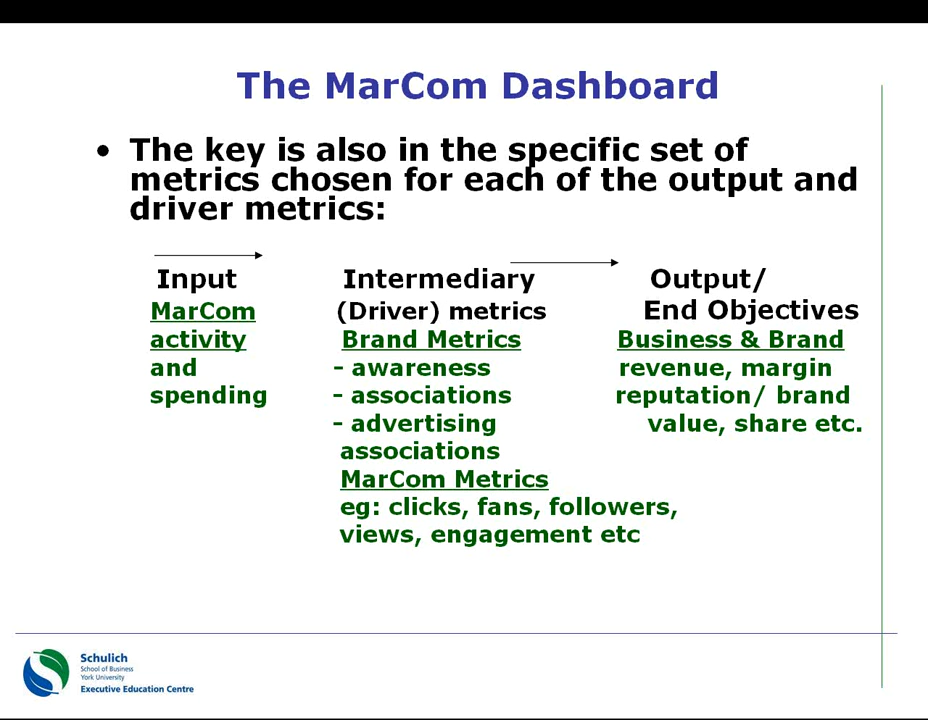 The MarCom Dashboard
• The key is also in the specific set of
metrics chosen for each of the output and
driver metrics:
Input
MarCom
activity
and
spending
Intermediary
(Driver) metrics
Brand Metrics
- awareness
- associations
- advertising
associations
MarCom Metrics
eg: clicks, fans, followers,
views, engagement etc
Output/
End Objectives
Business & Brand
revenue, margin
reputation/ brand
value, share etc.
Schulich
School of Business
York University
Executive Education Centre